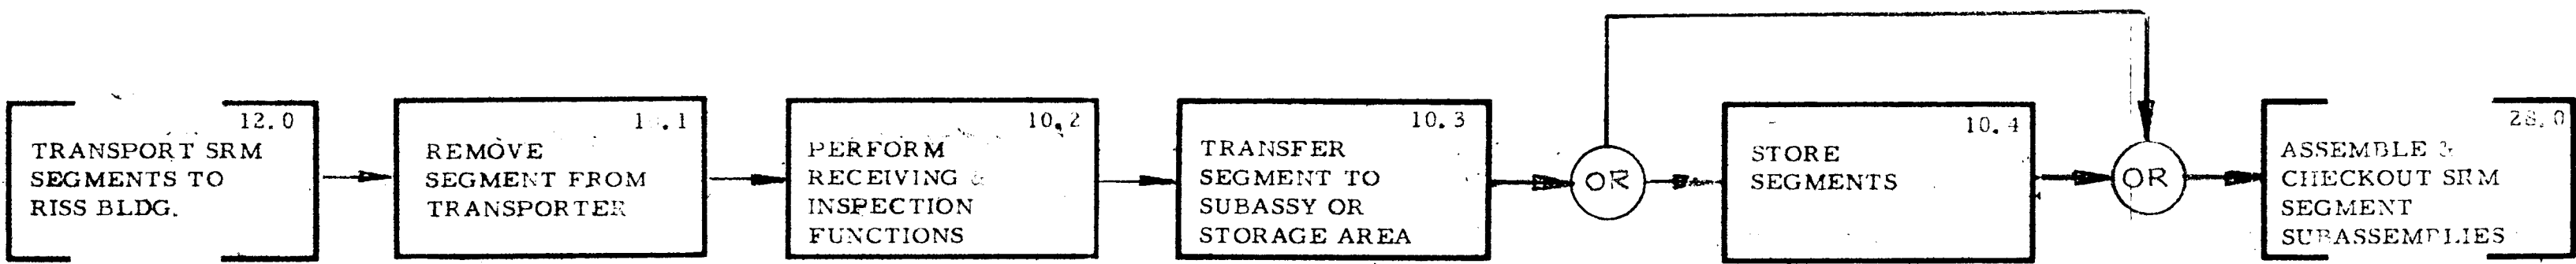 12.0
TRANSPORT SRM
SEGMENTS TO
RISS BLDG.
REMOVE
SEGMENT FROM
TRANSPORTER
10.2
PERFORM
RECEIVING &
INSPECTION
FUNCTIONS
10.3
TRANSFER
SEGMENT TO
SUBASSY OR
STORAGE AREA
OR
10.4
STORE
SEGMENTS
OR
28.0
ASSEMBLE &
CHECKOUT SRM
SEGMENT
SUBASSEMBLIES